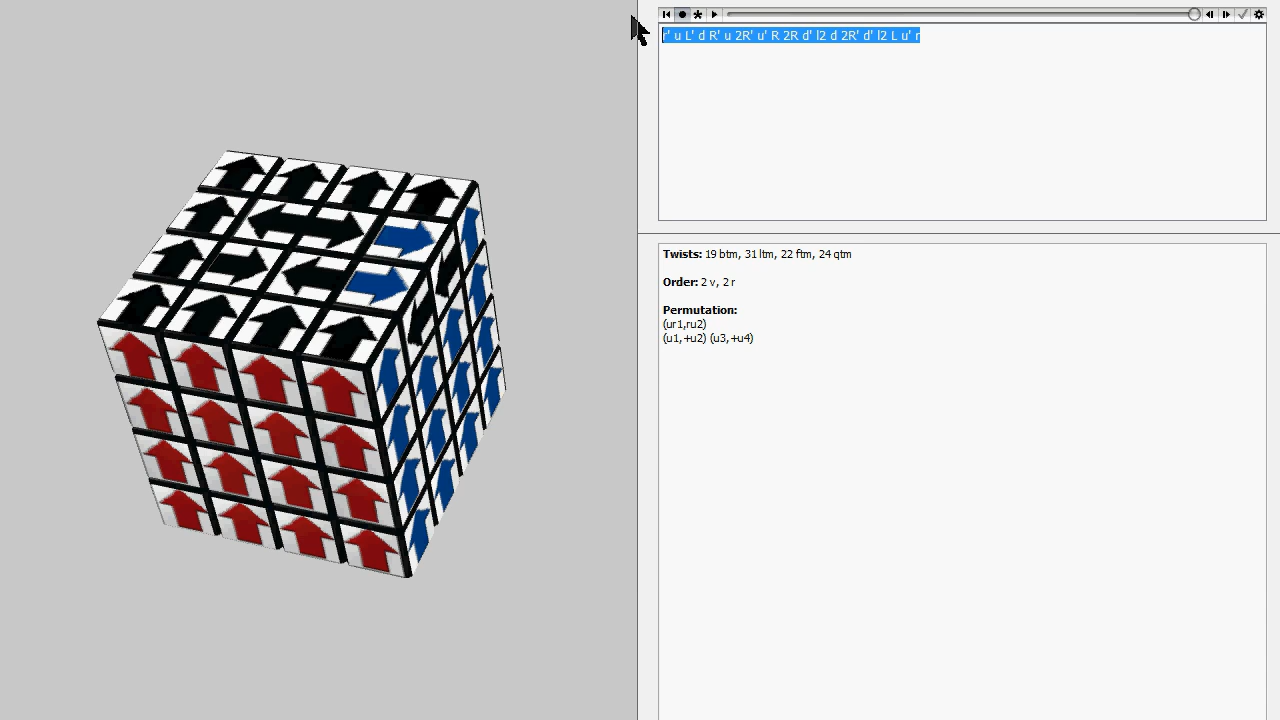 r' u L' d R' u 2R' u' R 2R d' l2 d 2R' d' l2 L u' r
Twists: 19 btm, 31 ltm, 22 ftm, 24 qtm
Order: 2 v, 2 r
Permutation:
(ur1,ru2)
(u1,+u2) (u3,+u4)